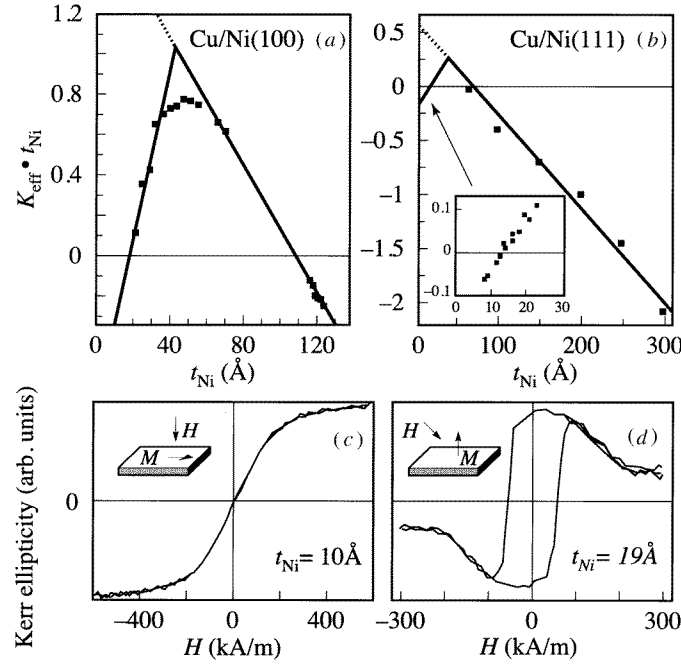 Cu/Ni(100) (a)
1.2
0.8
0.4
0
K_eff • t_Ni
0 40 80 120
t_Ni (Å)
Cu/Ni(111) (b)
0.5
0
−0.5
−1
−1.5
−2
0.1
0
−0.1
0 10 20 30
0 100 200 300
t_Ni (Å)
Kerr ellipticity (arb. units)
0
(c)
H
M
t_Ni = 10Å
−400 0 400
H (kA/m)
(d)
H
M
t_Ni = 19Å
−300 0 300
H (kA/m)